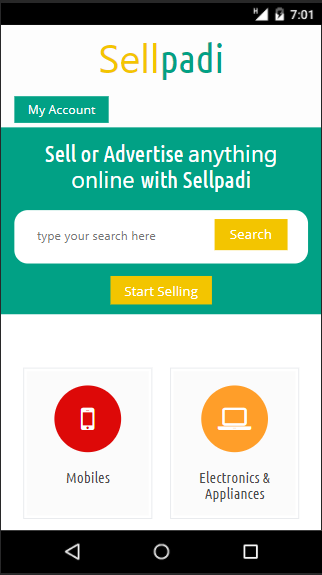 H 7:01
Sellpadi
My Account
Sell or Advertise anything
online with Sellpadi
type your search here
Search
Start Selling
Mobiles
Electronics &
Appliances